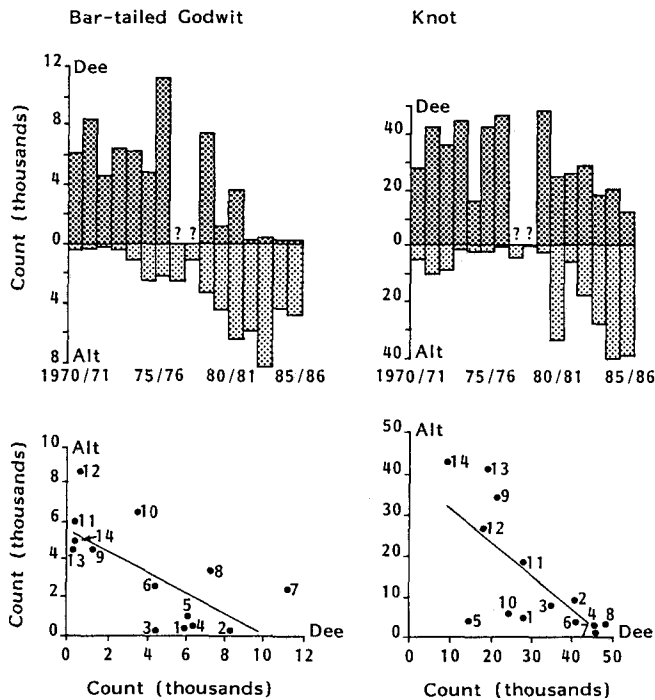 Bar-tailed Godwit
Knot
12
Dee
8
4
0
4
8
Alt
? ?
Count (thousands)
1970/71 75/76 80/81 85/86
Dee
40
20
0
20
40
Alt
? ?
1970/71 75/76 80/81 85/86
10
Alt
8
6
4
2
0
12
10
11
14
13 9
8
7
6
5
3 1 4 2
Dee
0 2 4 6 8 10 12
Count (thousands)
Count (thousands)
50
Alt
40
30
20
10
0
14
13
9
12
11
10
5
1
3
2
6
4
7
8
Dee
0 10 20 30 40 50
Count (thousands)